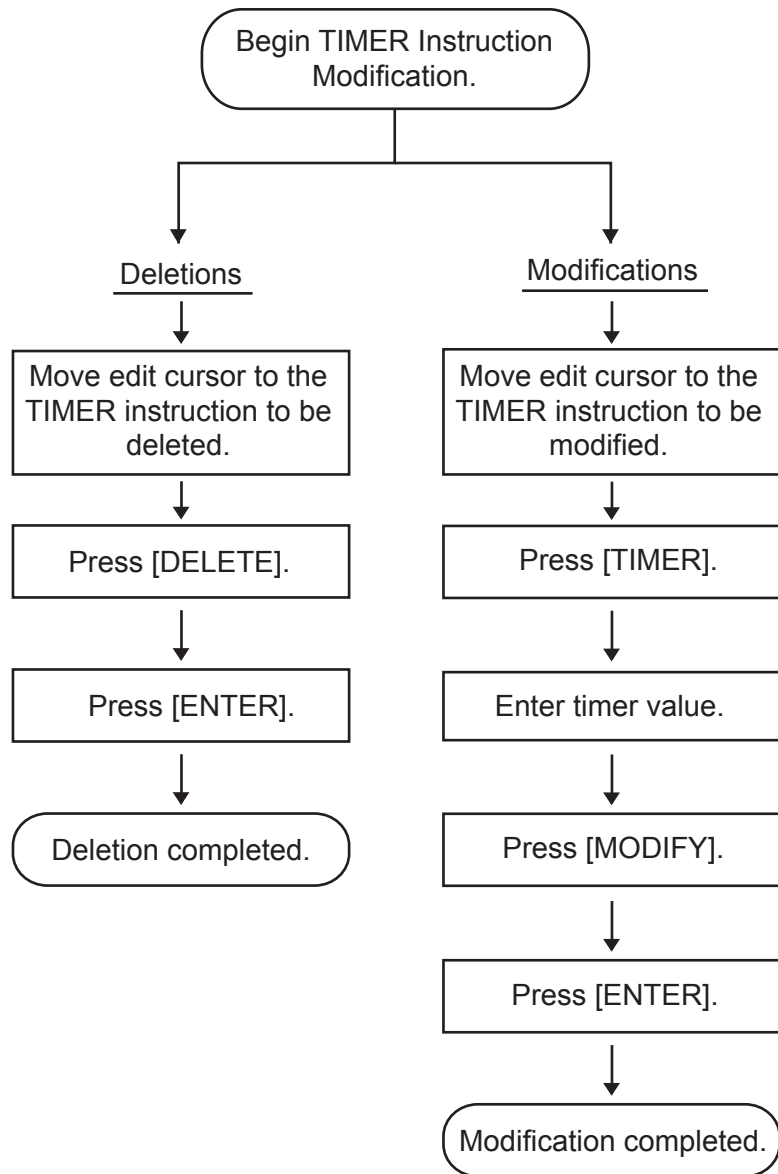 Begin TIMER Instruction
Modification.
Deletions
Move edit cursor to the
TIMER instruction to be
deleted.
Press [DELETE].
Press [ENTER].
Deletion completed.
Modifications
Move edit cursor to the
TIMER instruction to be
modified.
Press [TIMER].
Enter timer value.
Press [MODIFY].
Press [ENTER].
Modification completed.